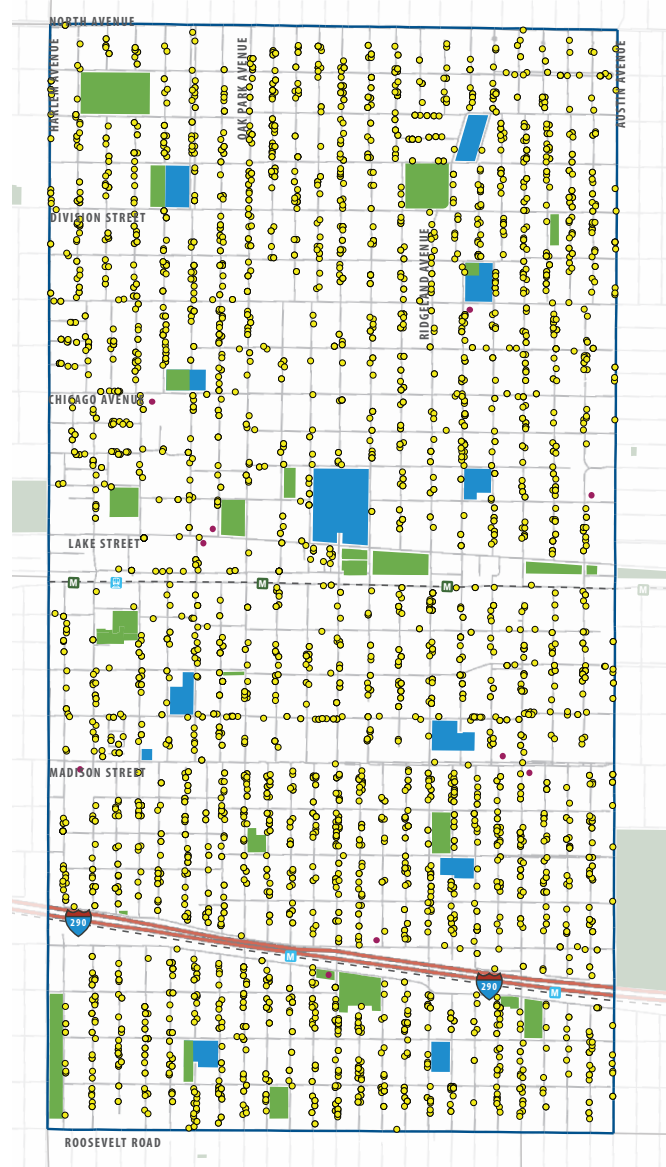 NORTH AVENUE
HARLEM AVENUE
OAK PARK AVENUE
AUSTIN AVENUE
DIVISION STREET
RIDGELAND AVENUE
CHICAGO AVENUE
LAKE STREET
M
M
M
M
MADISON STREET
290
M
290
M
ROOSEVELT ROAD